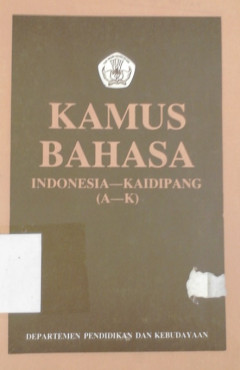 KAMUS
BAHASA
INDONESIA—KAIDIPANG
(A—K)
DEPARTEMEN PENDIDIKAN DAN KEBUDAYAAN